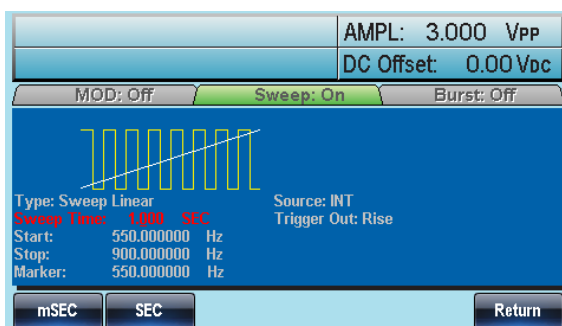 AMPL: 3.000 VPP
DC Offset: 0.00 VDC
MOD: Off Sweep: On Burst: Off
Type: Sweep Linear Source: INT
Sweep Time: 1.000 SEC Trigger Out: Rise
Start: 550.000000 Hz
Stop: 900.000000 Hz
Marker: 550.000000 Hz
mSEC SEC Return